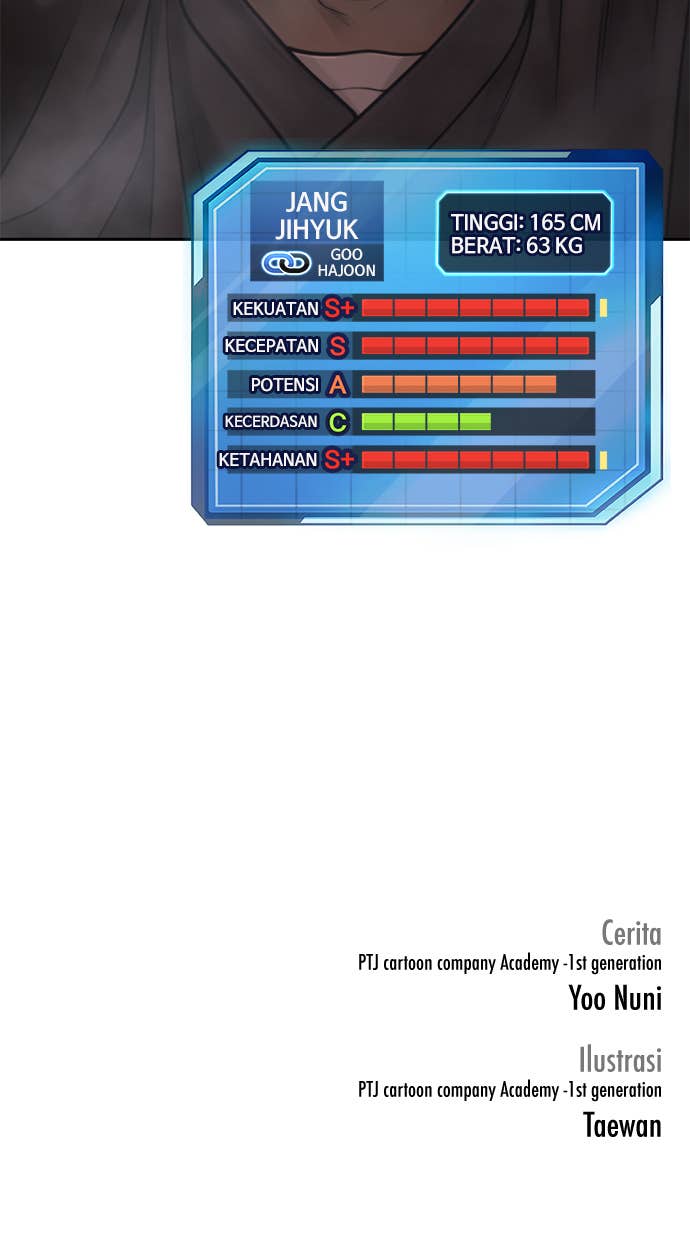 JANG
JIHYUK
GOO
HAJOON
TINGGI: 165 CM
BERAT: 63 KG
KEKUATAN S+
KECEPATAN S
POTENSI A
KECERDASAN C
KETAHANAN S+
Cerita
PTJ cartoon company Academy -1st generation
Yoo Nuni
Ilustrasi
PTJ cartoon company Academy -1st generation
Taewan